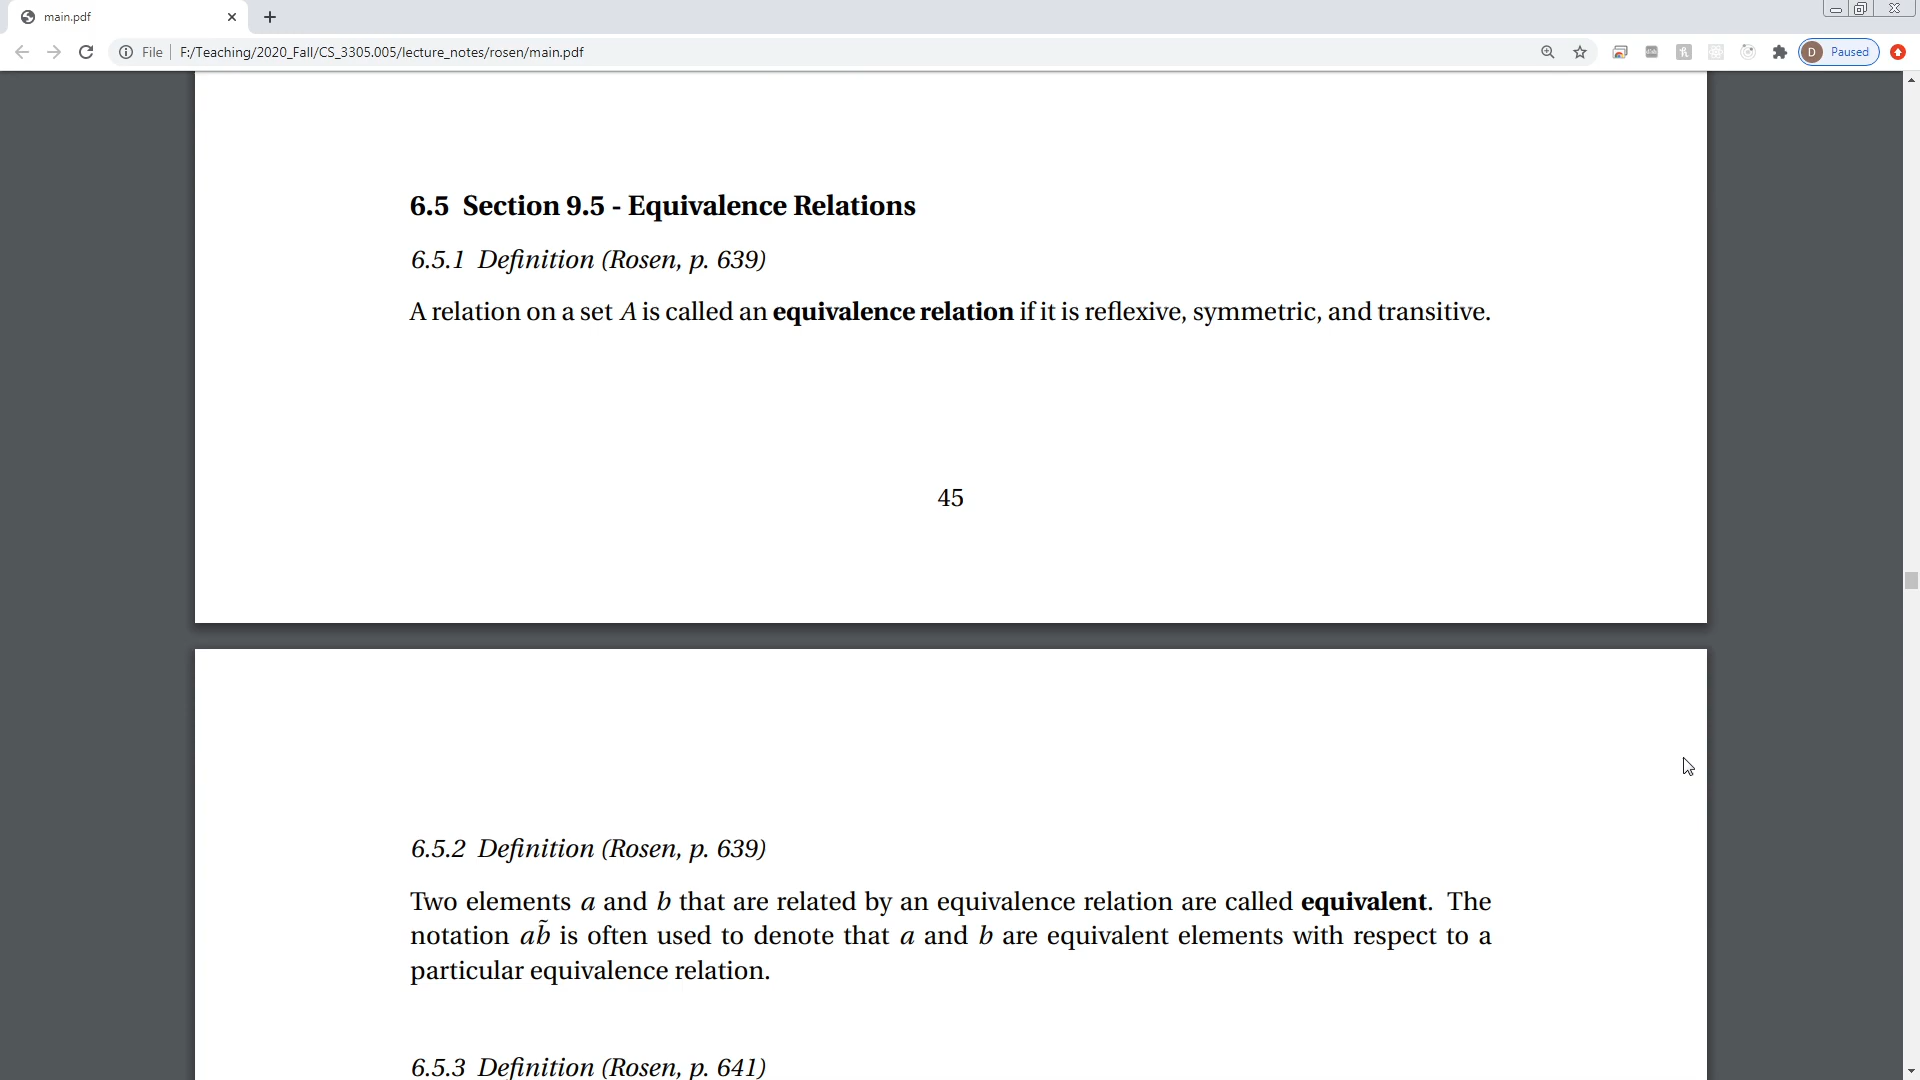 main.pdf
File F:/Teaching/2020_Fall/CS_3305.005/lecture_notes/rosen/main.pdf
D Paused
6.5 Section 9.5 - Equivalence Relations
6.5.1 Definition (Rosen, p. 639)
A relation on a set A is called an equivalence relation if it is reflexive, symmetric, and transitive.
45
6.5.2 Definition (Rosen, p. 639)
Two elements a and b that are related by an equivalence relation are called equivalent. The
notation ab̃ is often used to denote that a and b are equivalent elements with respect to a
particular equivalence relation.
6.5.3 Definition (Rosen, p. 641)